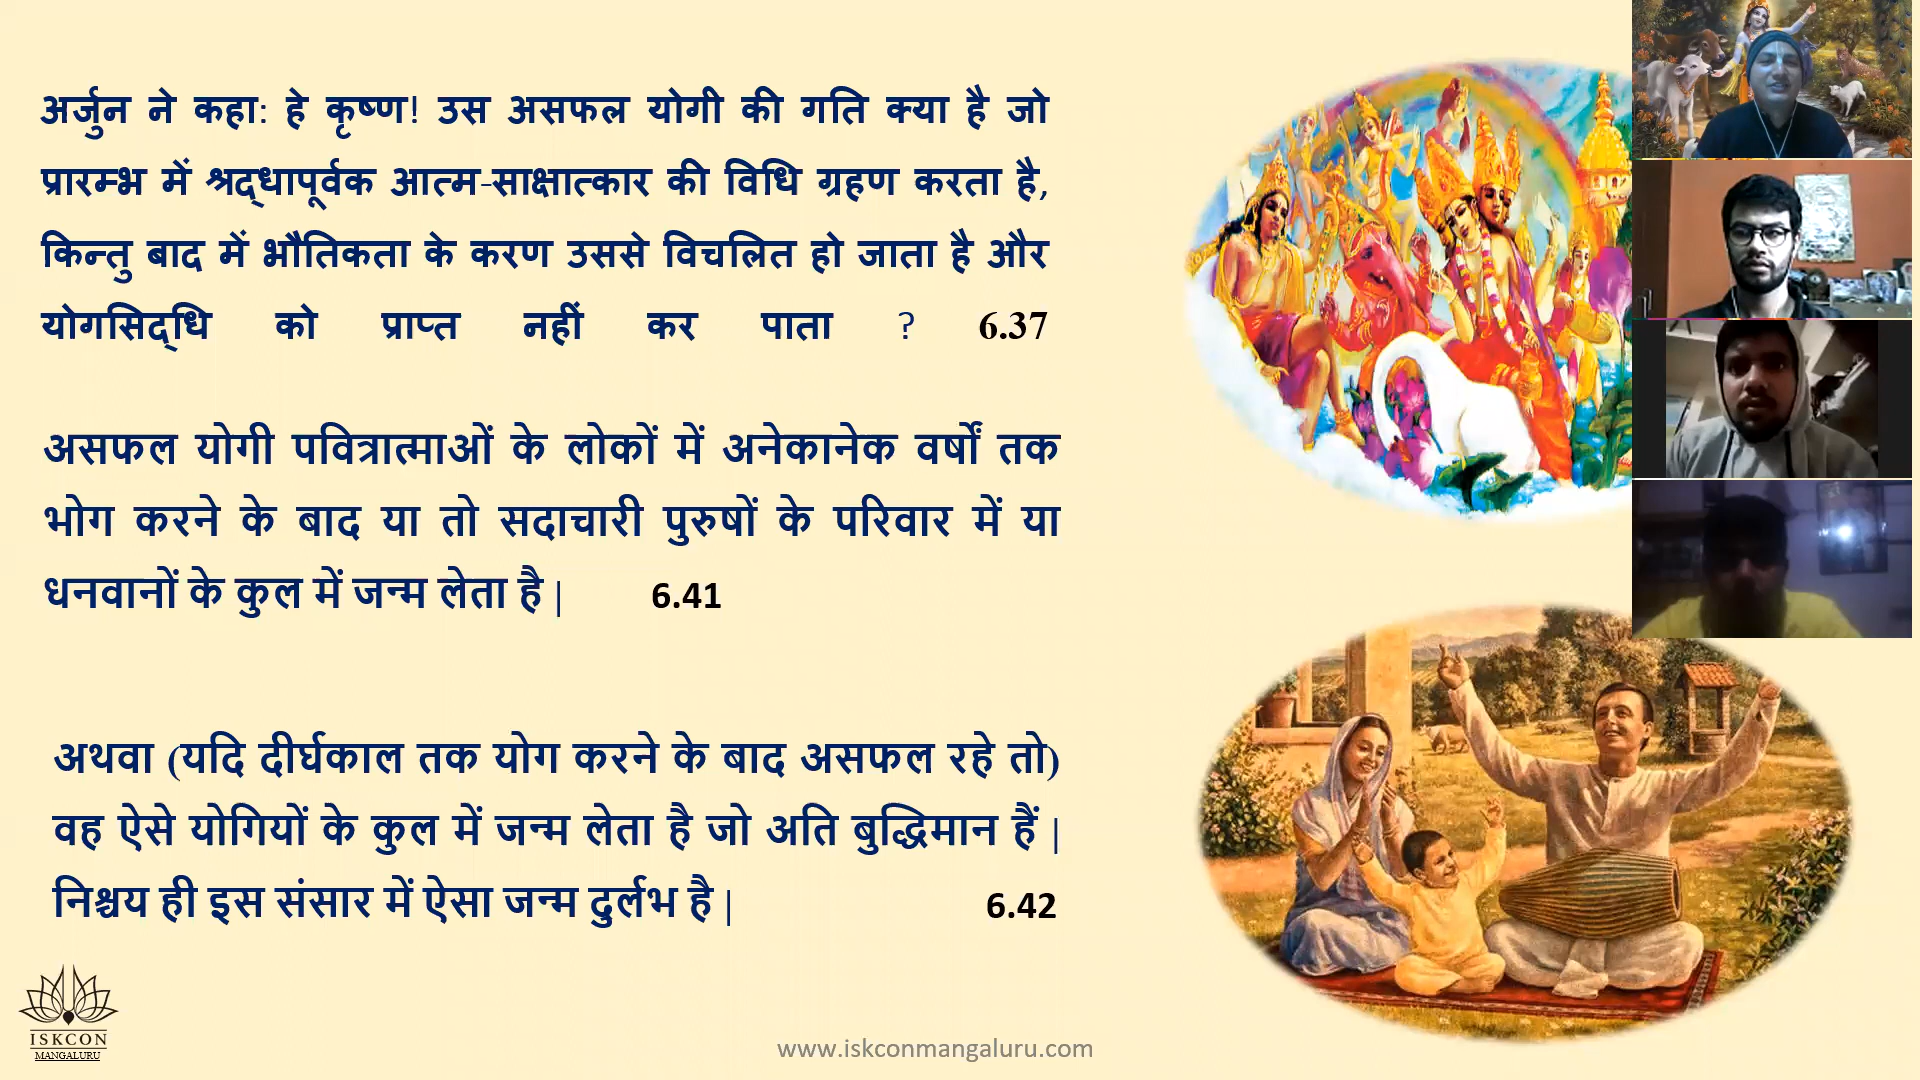 अर्जुन ने कहा: हे कृष्ण! उस असफल योगी की गति क्या है जो
प्रारम्भ में श्रद्धापूर्वक आत्म-साक्षात्कार की विधि ग्रहण करता है,
किन्तु बाद में भौतिकता के करण उससे विचलित हो जाता है और
योगसिद्धि को प्राप्त नहीं कर पाता ? 6.37
असफल योगी पवित्रात्माओं के लोकों में अनेकानेक वर्षों तक
भोग करने के बाद या तो सदाचारी पुरुषों के परिवार में या
धनवानों के कुल में जन्म लेता है | 6.41
अथवा (यदि दीर्घकाल तक योग करने के बाद असफल रहे तो)
वह ऐसे योगियों के कुल में जन्म लेता है जो अति बुद्धिमान हैं |
निश्चय ही इस संसार में ऐसा जन्म दुर्लभ है | 6.42
ISKCON
MANGALURU
www.iskconmangaluru.com